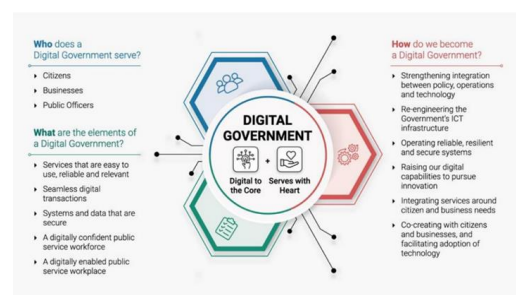 Who does a
Digital Government serve?
Citizens
Businesses
Public Officers
What are the elements of
a Digital Government?
Services that are easy to
use, reliable and relevant
Seamless digital
transactions
Systems and data that are
secure
A digitally confident public
service workforce
A digitally enabled public
service workplace
DIGITAL
GOVERNMENT
+
Digital to
the Core
Serves with
Heart
How do we become
a Digital Government?
Strengthening integration
between policy, operations
and technology
Re-engineering the
Government's ICT
infrastructure
Operating reliable, resilient
and secure systems
Raising our digital
capabilities to pursue
innovation
Integrating services around
citizen and business needs
Co-creating with citizens
and businesses, and
facilitating adoption of
technology